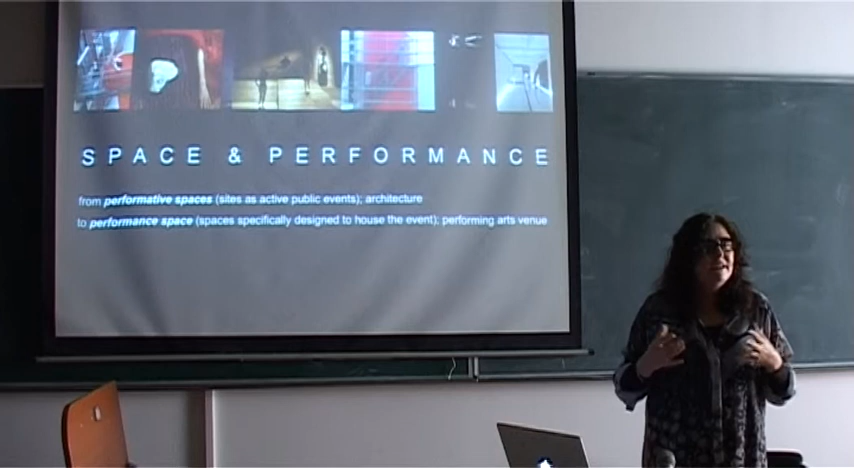 SPACE & PERFORMANCE
from performative spaces (sites as active public events); architecture
to performance space (spaces specifically designed to house the event); performing arts venue